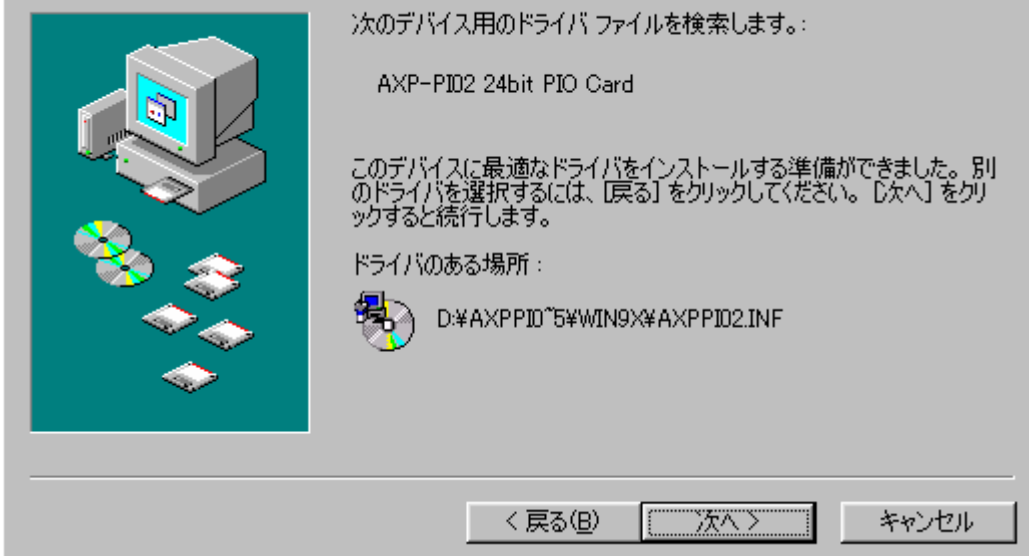 次のデバイス用のドライバ ファイルを検索します。:
AXP-PI02 24bit PIO Card
このデバイスに最適なドライバをインストールする準備ができました。別
のドライバを選択するには、[戻る] をクリックしてください。[次へ] をクリ
ックすると続行します。
ドライバのある場所 :
D:¥AXPPI0~5¥WIN9X¥AXPPI02.INF
< 戻る(B)
次へ >
キャンセル